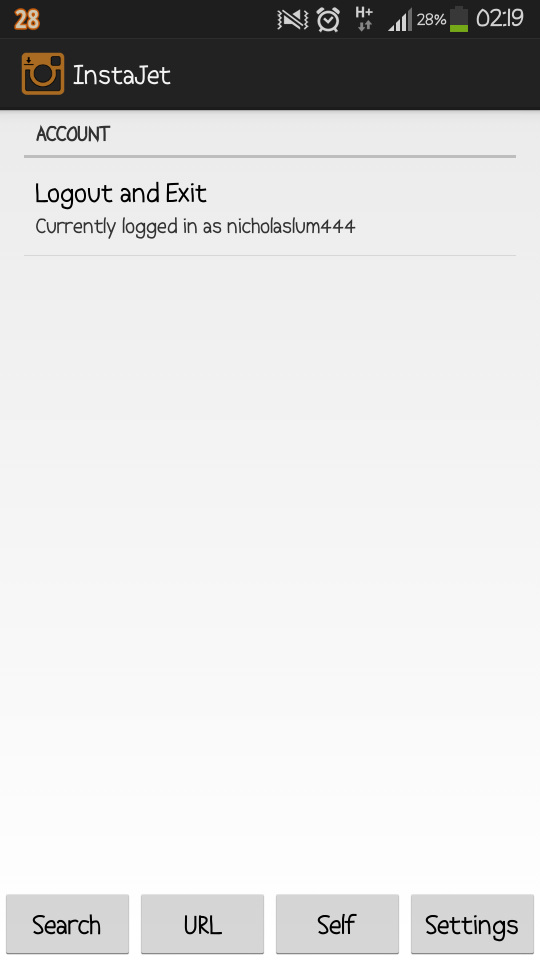 28 H+ 28% 02:19
InstaJet
ACCOUNT
Logout and Exit
Currently logged in as nicholaslum444
Search URL Self Settings